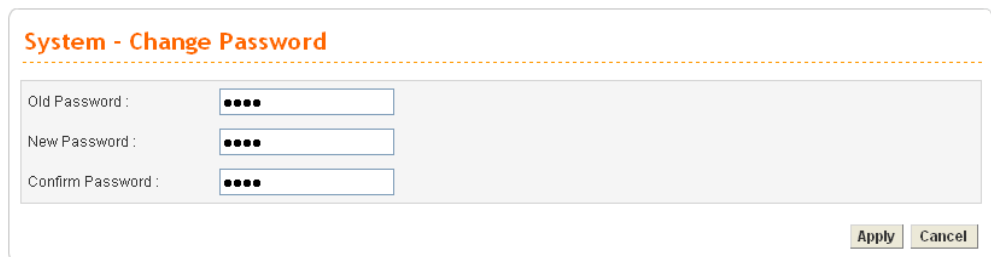 System - Change Password
Old Password : ●●●●
New Password : ●●●●
Confirm Password : ●●●●
Apply Cancel